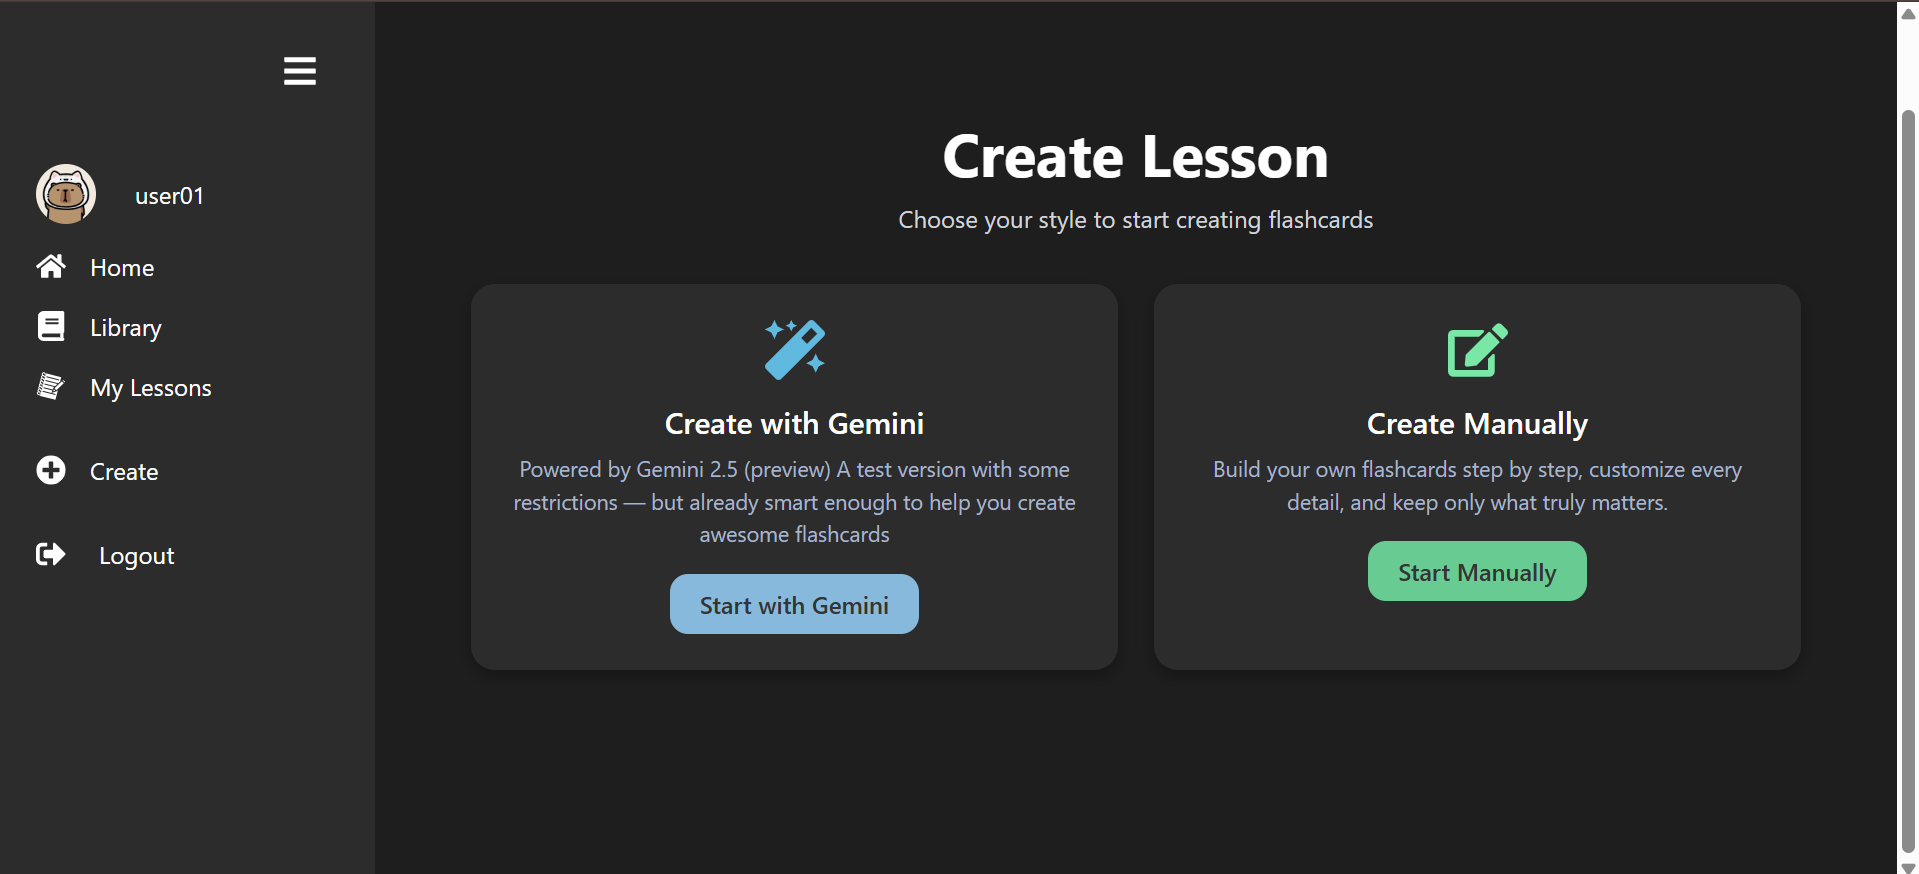 user01
Home
Library
My Lessons
Create
Logout
Create Lesson
Choose your style to start creating flashcards
Create with Gemini
Powered by Gemini 2.5 (preview) A test version with some
restrictions — but already smart enough to help you create
awesome flashcards
Start with Gemini
Create Manually
Build your own flashcards step by step, customize every
detail, and keep only what truly matters.
Start Manually